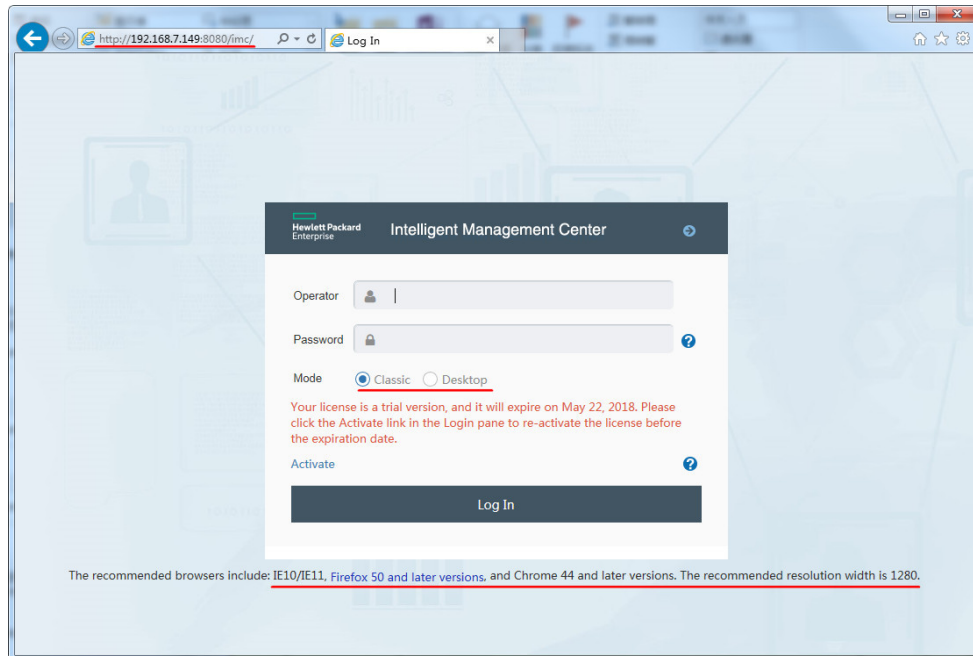 http://192.168.7.149:8080/imc/
Log In
Hewlett Packard
Enterprise
Intelligent Management Center
Operator
Password
Mode
Classic
Desktop
Your license is a trial version, and it will expire on May 22, 2018. Please
click the Activate link in the Login pane to re-activate the license before
the expiration date.
Activate
Log In
The recommended browsers include: IE10/IE11, Firefox 50 and later versions, and Chrome 44 and later versions. The recommended resolution width is 1280.